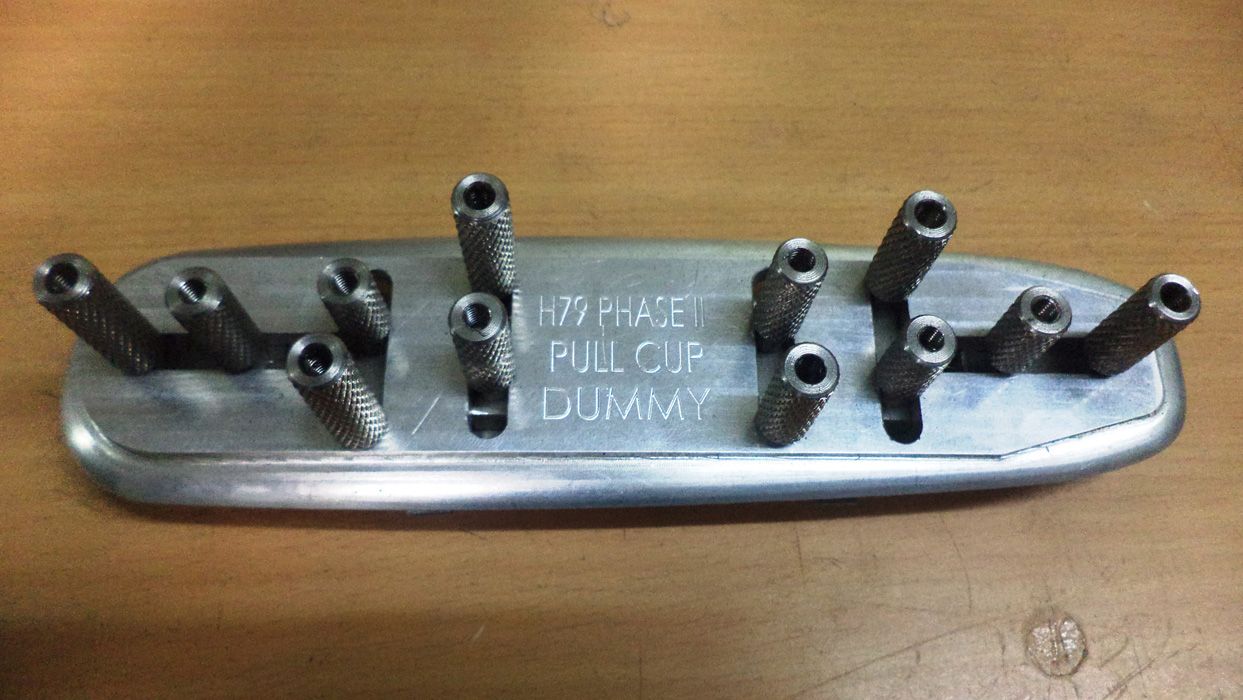 H79 PHASE II
PULL CUP
DUMMY